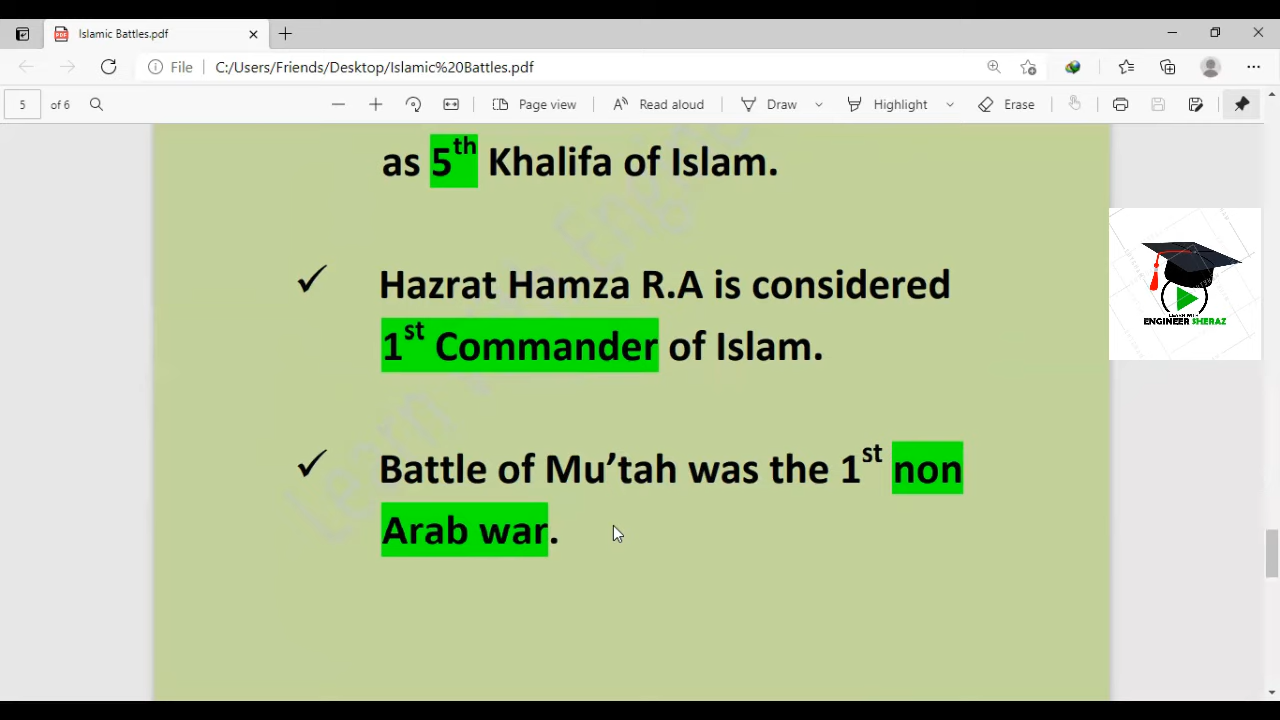 Islamic Battles.pdf
File C:/Users/Friends/Desktop/Islamic%20Battles.pdf
5 of 6 Page view Read aloud Draw Highlight Erase
as 5th Khalifa of Islam.
✓ Hazrat Hamza R.A is considered
1st Commander of Islam.
✓ Battle of Mu’tah was the 1st non
Arab war.
LEARN WITH
ENGINEER SHERAZ